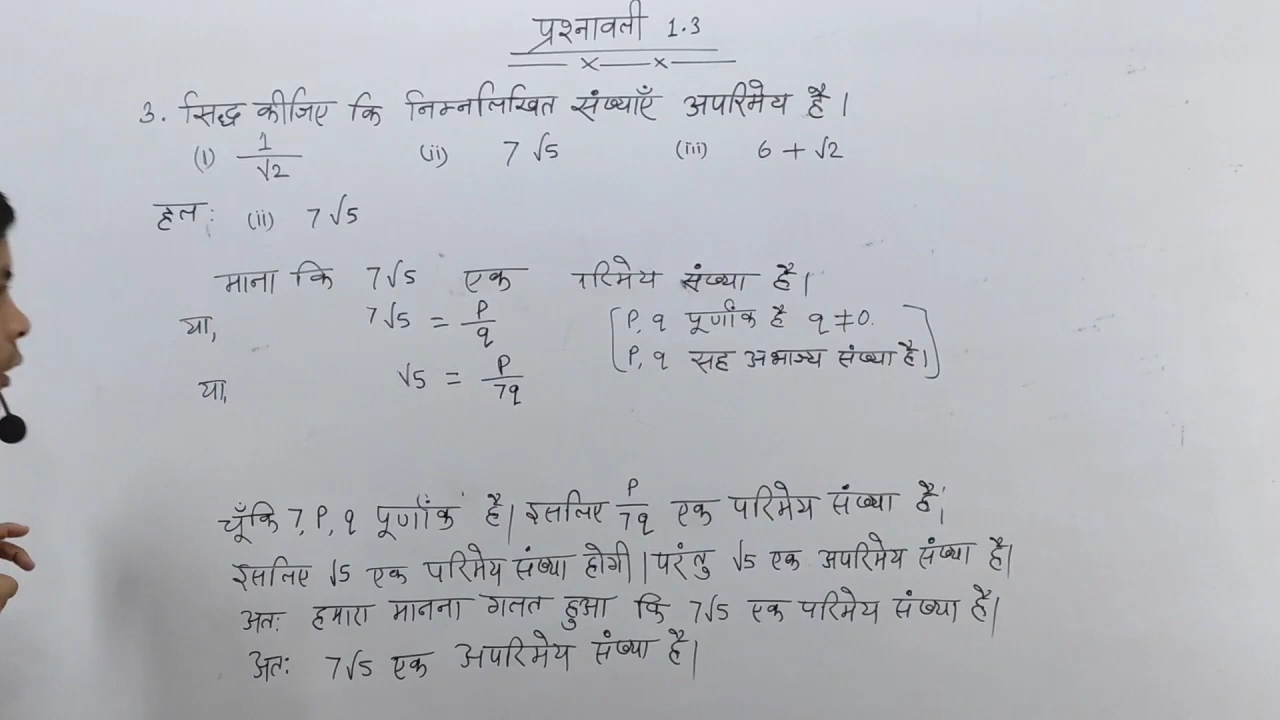 प्रश्नावली 1.3
3. सिद्ध कीजिए कि निम्नलिखित संख्याएँ अपरिमेय है।
(i) 1/√2 (ii) 7√5 (iii) 6 + √2
हल: (ii) 7√5
माना कि 7√5 एक परिमेय संख्या है।
या, 7√5 = P/q [P, q पूर्णांक है q ≠ 0.
P, q सह अभाज्य संख्या है।]
या, √5 = P/7q
चूँकि 7, P, q पूर्णांक है। इसलिए P/7q एक परिमेय संख्या है,
इसलिए √5 एक परिमेय संख्या होगी। परंतु √5 एक अपरिमेय संख्या है।
अतः हमारा मानना गलत हुआ कि 7√5 एक परिमेय संख्या है।
अतः 7√5 एक अपरिमेय संख्या है।